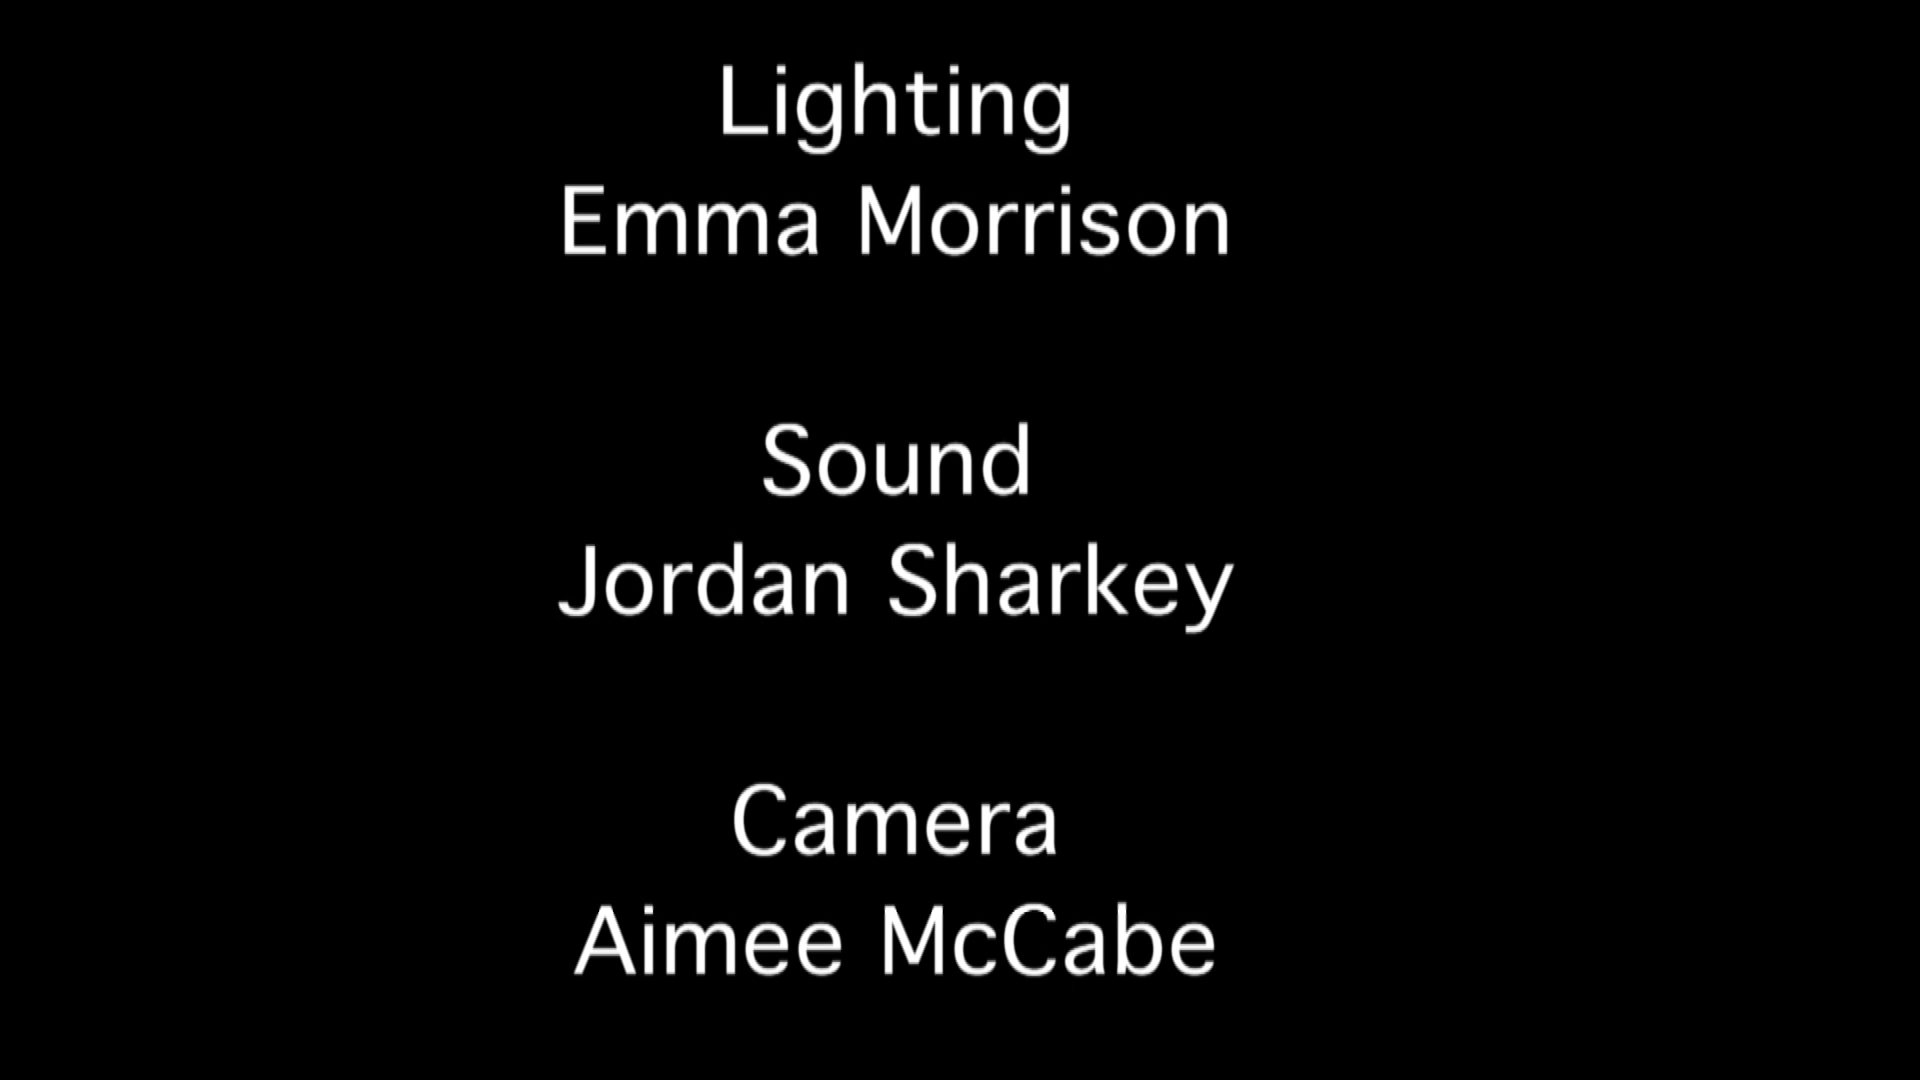 Lighting
Emma Morrison
Sound
Jordan Sharkey
Camera
Aimee McCabe